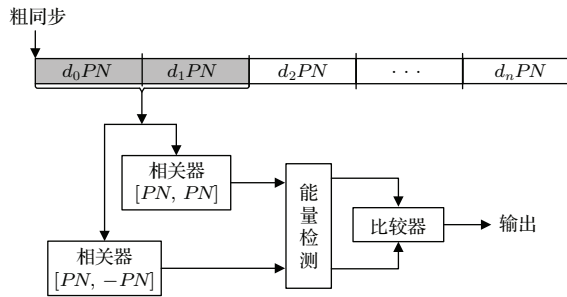 粗同步
d₀PN d₁PN d₂PN · · · dₙPN
相关器
[PN, PN]
能量检测
比较器
输出
相关器
[PN, −PN]